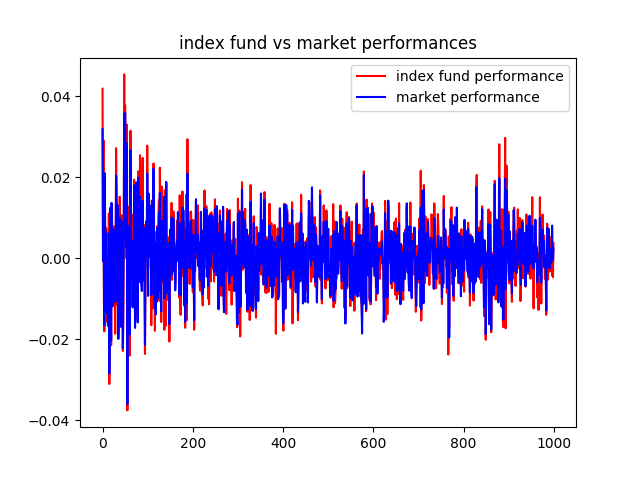 index fund vs market performances
index fund performance
market performance
0.04
0.02
0.00
−0.02
−0.04
0 200 400 600 800 1000